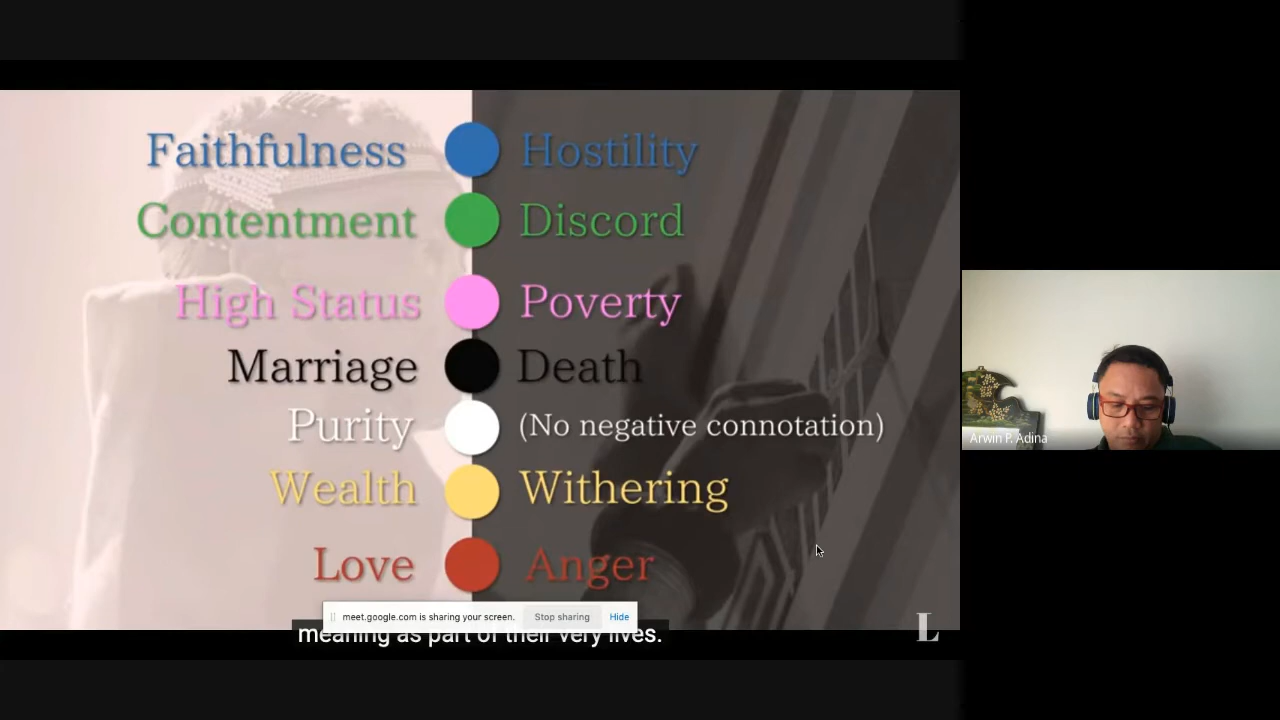 Faithfulness Hostility
Contentment Discord
High Status Poverty
Marriage Death
Purity (No negative connotation)
Wealth Withering
Love Anger
meet.google.com is sharing your screen. Stop sharing Hide
meaning as part of their very lives.
L
Arwin P. Adina